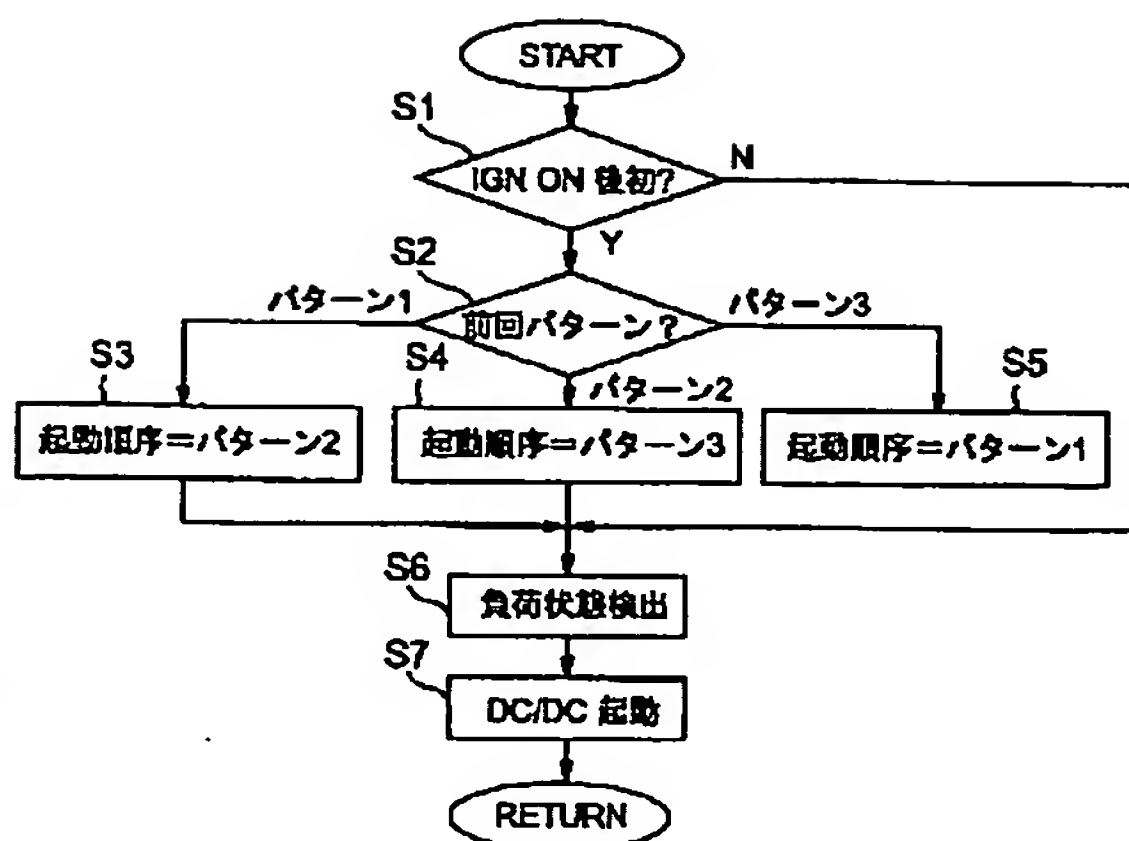 START
S1
IGN ON 後初?
N
Y
S2
前回パターン?
パターン1
パターン3
パターン2
S3
起動順序=パターン2
S4
起動順序=パターン3
S5
起動順序=パターン1
S6
負荷状態検出
S7
DC/DC 起動
RETURN